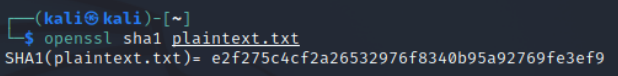 ┌──(kali㉿kali)-[~]
└─$ openssl sha1 plaintext.txt
SHA1(plaintext.txt)= e2f275c4cf2a26532976f8340b95a92769fe3ef9